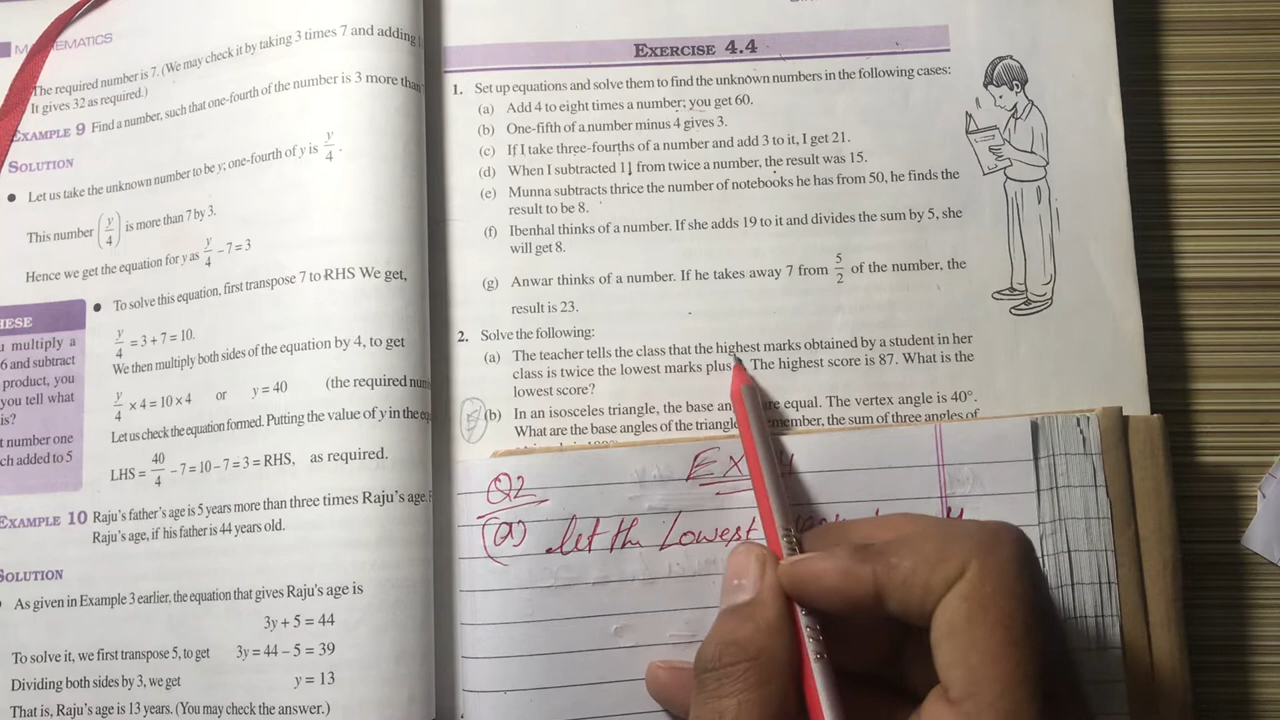 MATHEMATICS
The required number is 7. (We may check it by taking 3 times 7 and adding
It gives 32 as required.)
EXAMPLE 9 Find a number, such that one-fourth of the number is 3 more than
SOLUTION
● Let us take the unknown number to be y; one-fourth of y is y/4 .
This number (y/4) is more than 7 by 3.
Hence we get the equation for y as y/4 – 7 = 3
● To solve this equation, first transpose 7 to RHS We get,
y/4 = 3 + 7 = 10.
We then multiply both sides of the equation by 4, to get
y/4 × 4 = 10 × 4 or y = 40 (the required
Let us check the equation formed. Putting the value of y in the
LHS = 40/4 – 7 = 10 – 7 = 3 = RHS, as required.
HESE
multiply a
6 and subtract
product, you
you tell what
is?
t number one
ch added to 5
EXAMPLE 10 Raju's father's age is 5 years more than three times Raju's age.
Raju's age, if his father is 44 years old.
SOLUTION
As given in Example 3 earlier, the equation that gives Raju's age is
3y + 5 = 44
To solve it, we first transpose 5, to get 3y = 44 – 5 = 39
Dividing both sides by 3, we get y = 13
That is, Raju's age is 13 years. (You may check the answer.)
EXERCISE 4.4
1. Set up equations and solve them to find the unknown numbers in the following cases:
(a) Add 4 to eight times a number; you get 60.
(b) One-fifth of a number minus 4 gives 3.
(c) If I take three-fourths of a number and add 3 to it, I get 21.
(d) When I subtracted 11 from twice a number, the result was 15.
(e) Munna subtracts thrice the number of notebooks he has from 50, he finds the
result to be 8.
(f) Ibenhal thinks of a number. If she adds 19 to it and divides the sum by 5, she
will get 8.
(g) Anwar thinks of a number. If he takes away 7 from 5/2 of the number, the
result is 23.
2. Solve the following:
(a) The teacher tells the class that the highest marks obtained by a student in her
class is twice the lowest marks plus The highest score is 87. What is the
lowest score?
(b) In an isosceles triangle, the base are equal. The vertex angle is 40°.
What are the base angles of the triangle the sum of three angles of
Q2 Ex
(a) let the Lowest